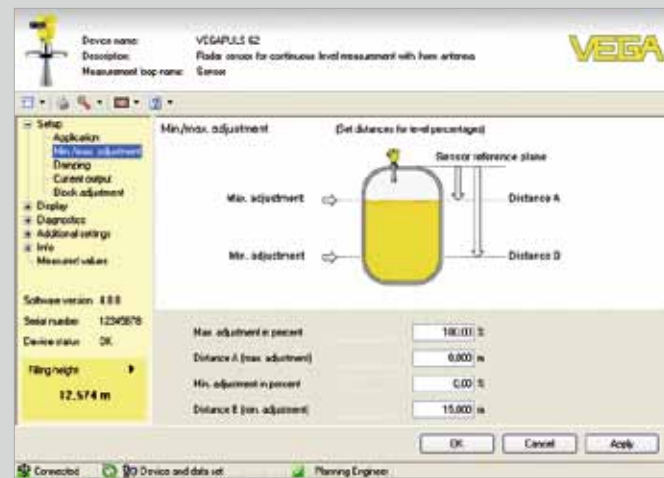 Device name: VEGAPULS 62
Description: Radar sensor for continuous level measurement with horn antenna
Measurement loop name: Sensor
VEGA
Setup
Application
Min./max. adjustment
Damping
Current output
Block adjustment
Display
Diagnostics
Additional settings
Info
Measured values
Software version 4.0.0
Serial number 12345678
Device status OK
Filling height
12.574 m
Min./max. adjustment (Set distances for level percentages)
Sensor reference plane
Max. adjustment
Distance A
Min. adjustment
Distance B
Max. adjustment in percent 100.00 %
Distance A (max. adjustment) 0,000 m
Min. adjustment in percent 0,00 %
Distance B (min. adjustment) 15,000 m
OK Cancel Apply
Connected Device and data set Planning Engineer